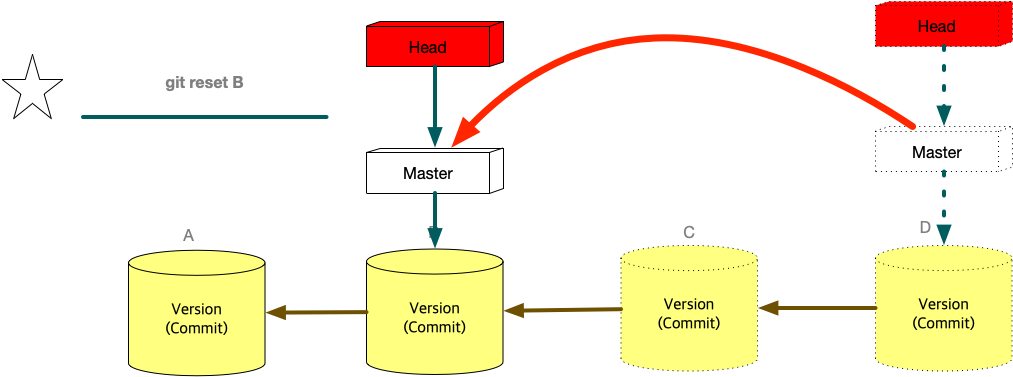 Head
Head
git reset B
Master
Master
A
C
D
Version
(Commit)
Version
(Commit)
Version
(Commit)
Version
(Commit)